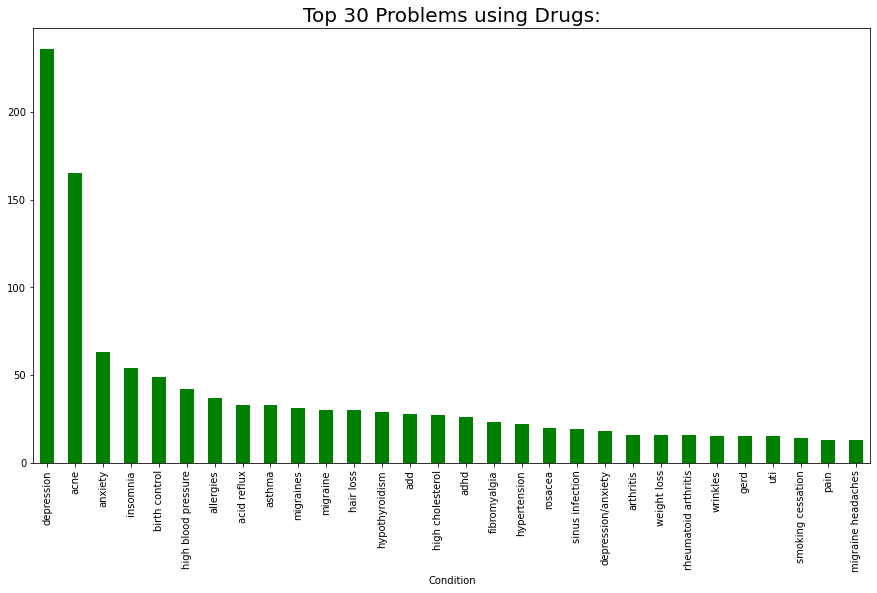 Top 30 Problems using Drugs:
200
150
100
50
0
depression
acne
anxiety
insomnia
birth control
high blood pressure
allergies
acid reflux
asthma
migraines
migraine
hair loss
hypothyroidism
add
high cholesterol
adhd
fibromyalgia
hypertension
rosacea
sinus infection
depression/anxiety
arthritis
weight loss
rheumatoid arthritis
wrinkles
gerd
uti
smoking cessation
pain
migraine headaches
Condition